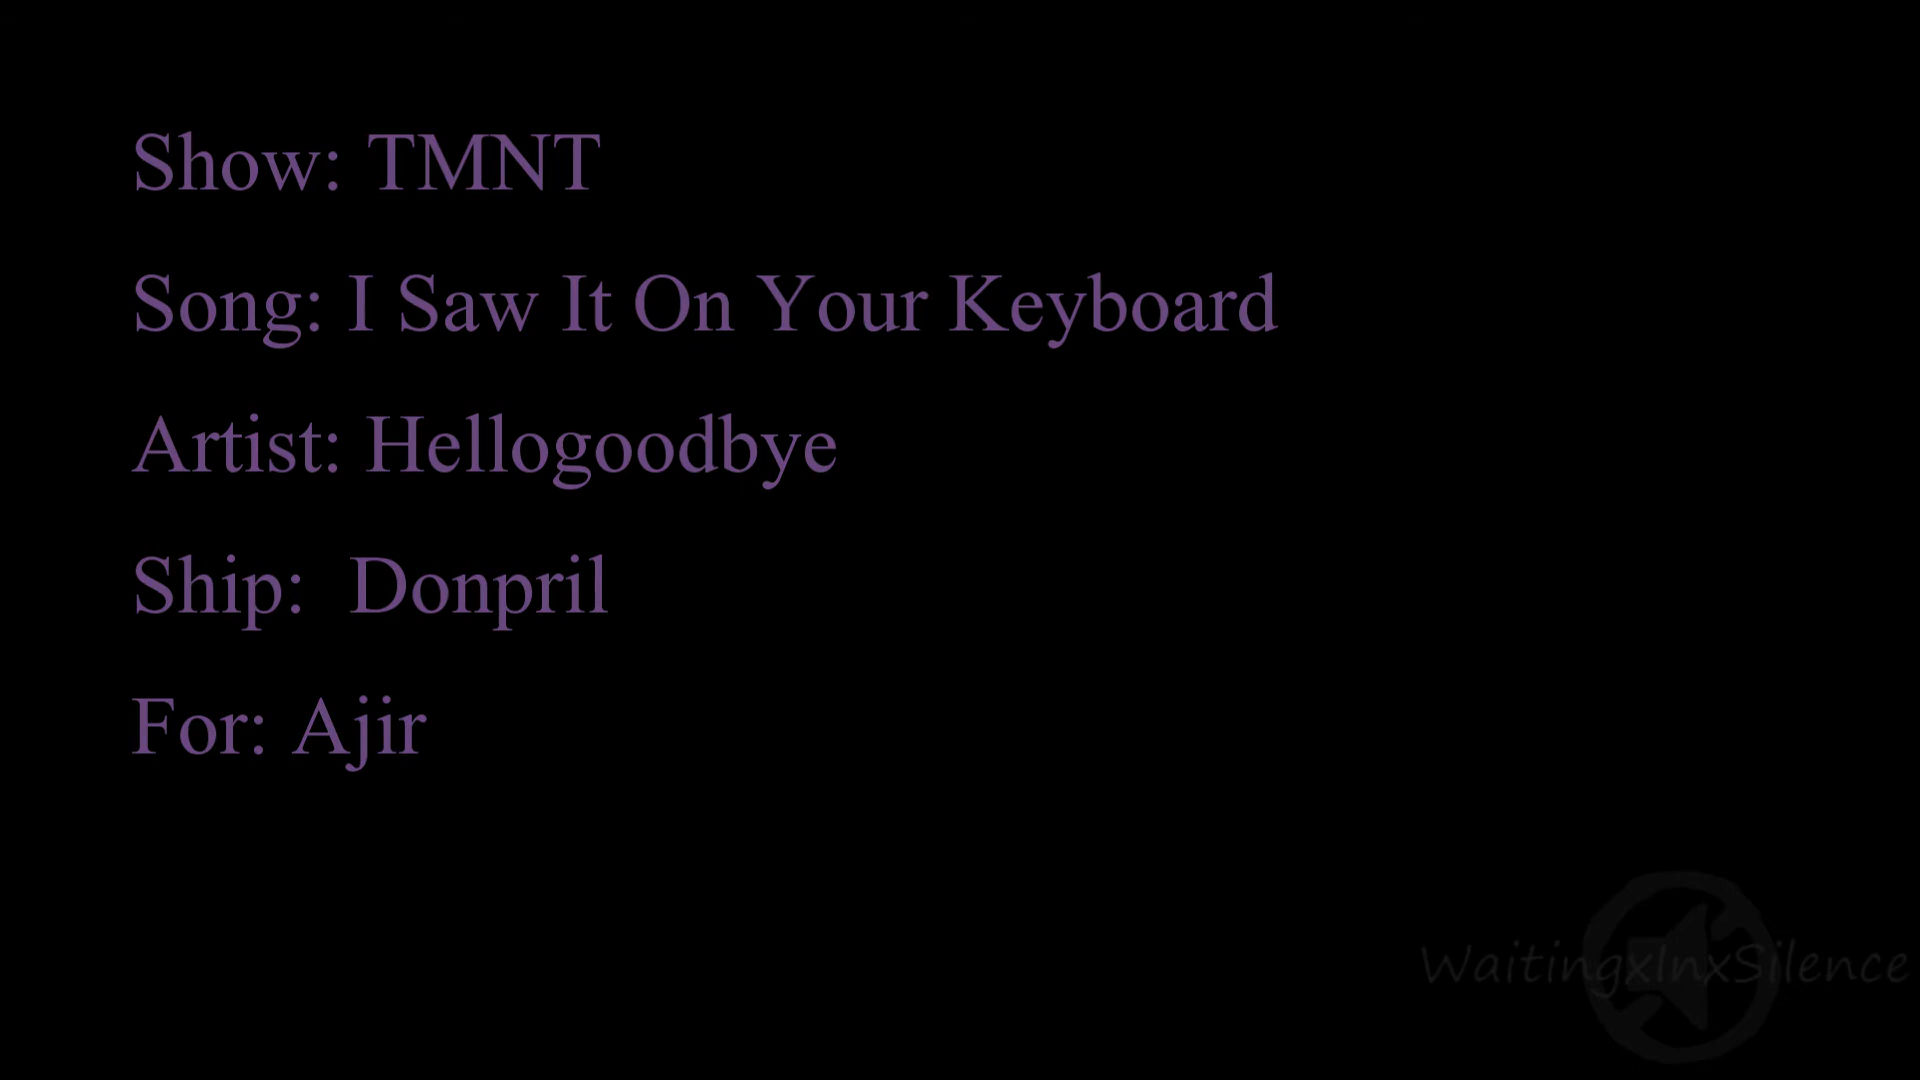 Show: TMNT
Song: I Saw It On Your Keyboard
Artist: Hellogoodbye
Ship:  Donpril
For: Ajir
WaitingxInxSilence